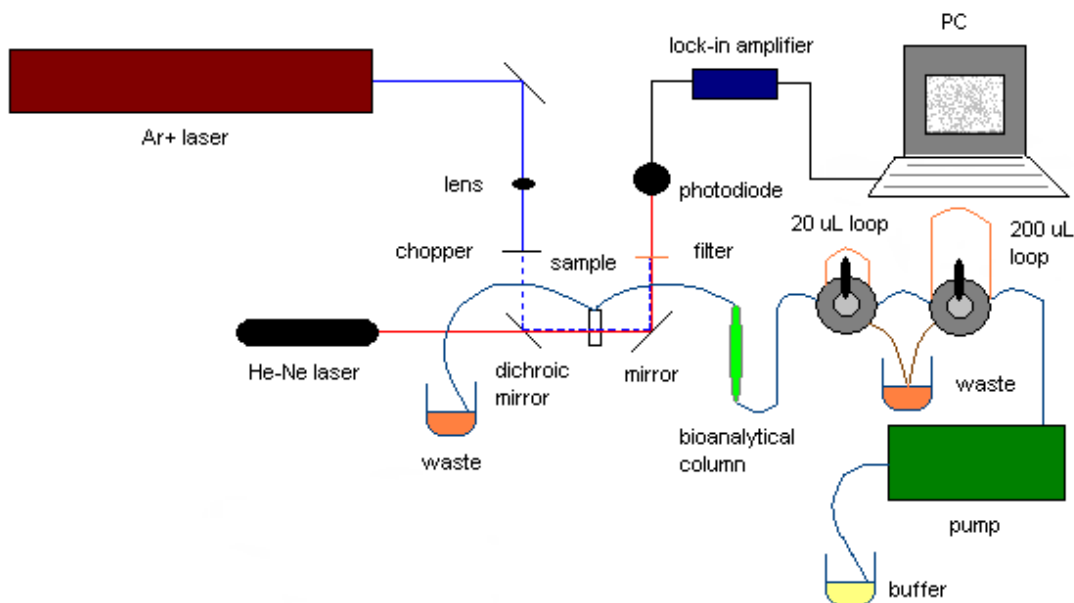 PC
lock-in amplifier
Ar+ laser
lens
photodiode
20 uL loop
200 uL
loop
chopper
sample
filter
He-Ne laser
dichroic
mirror
mirror
waste
waste
bioanalytical
column
pump
buffer